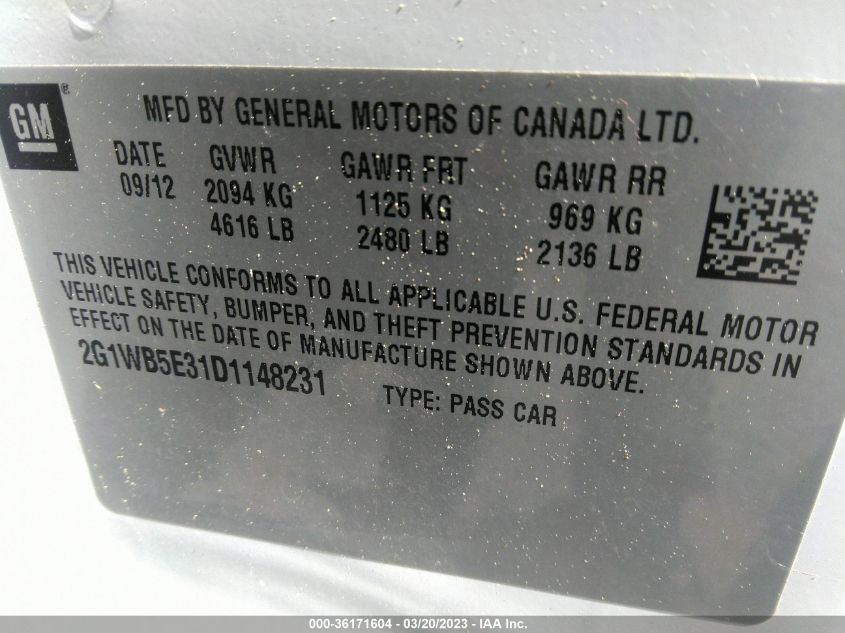 GM ®
MFD BY GENERAL MOTORS OF CANADA LTD.
DATE GVWR GAWR FRT GAWR RR
09/12 2094 KG 1125 KG 969 KG
4616 LB 2480 LB 2136 LB
THIS VEHICLE CONFORMS TO ALL APPLICABLE U.S. FEDERAL MOTOR
VEHICLE SAFETY, BUMPER, AND THEFT PREVENTION STANDARDS IN
EFFECT ON THE DATE OF MANUFACTURE SHOWN ABOVE.
2G1WB5E31D1148231 TYPE: PASS CAR
000-36171604 - 03/20/2023 - IAA Inc.